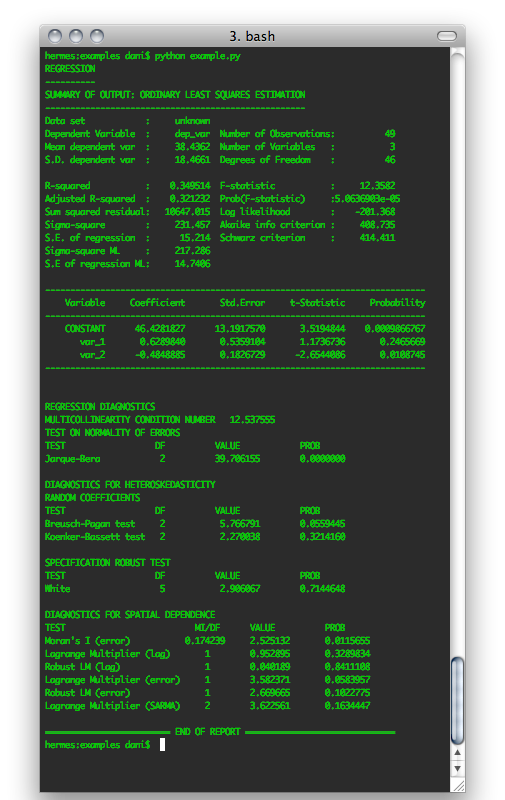 3. bash
hermes:examples dani$ python example.py
REGRESSION
----------
SUMMARY OF OUTPUT: ORDINARY LEAST SQUARES ESTIMATION
----------------------------------------------------
Data set            :     unknown
Dependent Variable  :     dep_var  Number of Observations:          49
Mean dependent var  :     38.4362  Number of Variables   :           3
S.D. dependent var  :     18.4661  Degrees of Freedom    :          46
R-squared           :    0.349514  F-statistic           :     12.3582
Adjusted R-squared  :    0.321232  Prob(F-statistic)     :5.0636903e-05
Sum squared residual:   10647.015  Log likelihood        :    -201.368
Sigma-square        :     231.457  Akaike info criterion :     408.735
S.E. of regression  :      15.214  Schwarz criterion     :     414.411
Sigma-square ML     :     217.286
S.E of regression ML:     14.7406
----------------------------------------------------------------------------
Variable     Coefficient       Std.Error     t-Statistic     Probability
----------------------------------------------------------------------------
CONSTANT      46.4281827      13.1917570       3.5194844    0.0009866767
var_1       0.6289840       0.5359104       1.1736736       0.2465669
var_2      -0.4848885       0.1826729      -2.6544086       0.0108745
----------------------------------------------------------------------------
REGRESSION DIAGNOSTICS
MULTICOLLINEARITY CONDITION NUMBER   12.537555
TEST ON NORMALITY OF ERRORS
TEST                  DF          VALUE            PROB
Jarque-Bera            2          39.706155        0.0000000
DIAGNOSTICS FOR HETEROSKEDASTICITY
RANDOM COEFFICIENTS
TEST                  DF          VALUE            PROB
Breusch-Pagan test     2           5.766791        0.0559445
Koenker-Bassett test   2           2.270038        0.3214160
SPECIFICATION ROBUST TEST
TEST                  DF          VALUE            PROB
White                  5           2.906067        0.7144648
DIAGNOSTICS FOR SPATIAL DEPENDENCE
TEST                          MI/DF      VALUE          PROB
Moran's I (error)           0.174239     2.525132       0.0115655
Lagrange Multiplier (lag)       1        0.952895       0.3289834
Robust LM (lag)                 1        0.040189       0.8411108
Lagrange Multiplier (error)     1        3.582371       0.0583957
Robust LM (error)               1        2.669665       0.1022775
Lagrange Multiplier (SARMA)     2        3.622561       0.1634447
========================= END OF REPORT ==============================
hermes:examples dani$